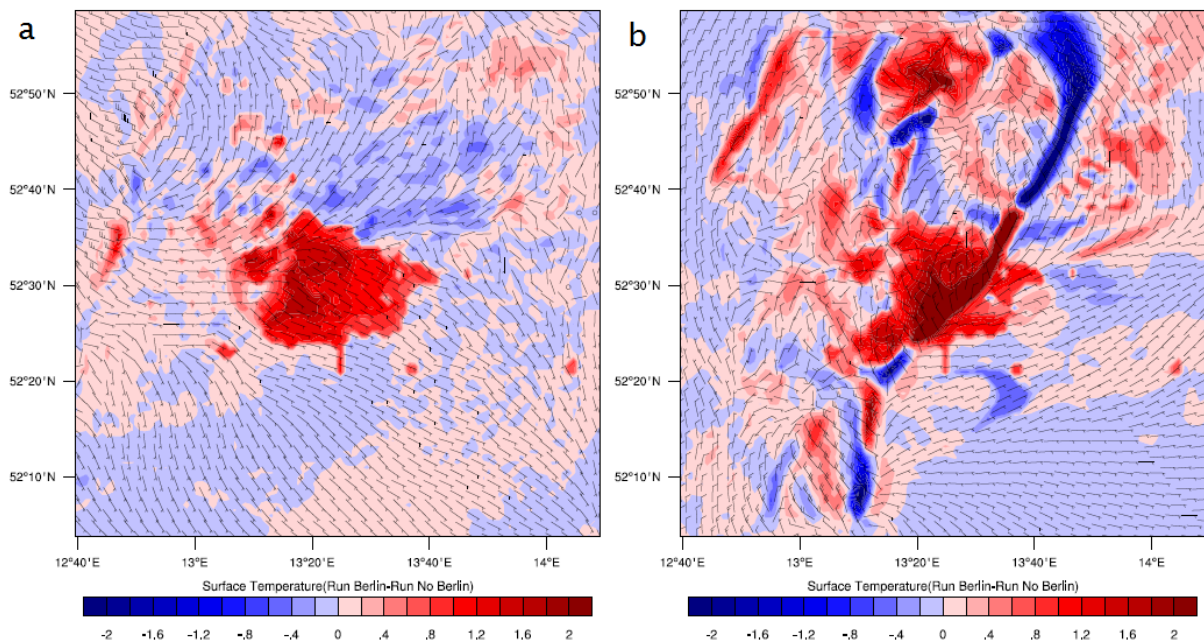 a
b
52°50'N
52°40'N
52°30'N
52°20'N
52°10'N
52°50'N
52°40'N
52°30'N
52°20'N
52°10'N
12°40'E 13°E 13°20'E 13°40'E 14°E
12°40'E 13°E 13°20'E 13°40'E 14°E
Surface Temperature(Run Berlin-Run No Berlin)
Surface Temperature(Run Berlin-Run No Berlin)
-2 -1.6 -1.2 -.8 -.4 0 .4 .8 1.2 1.6 2
-2 -1.6 -1.2 -.8 -.4 0 .4 .8 1.2 1.6 2